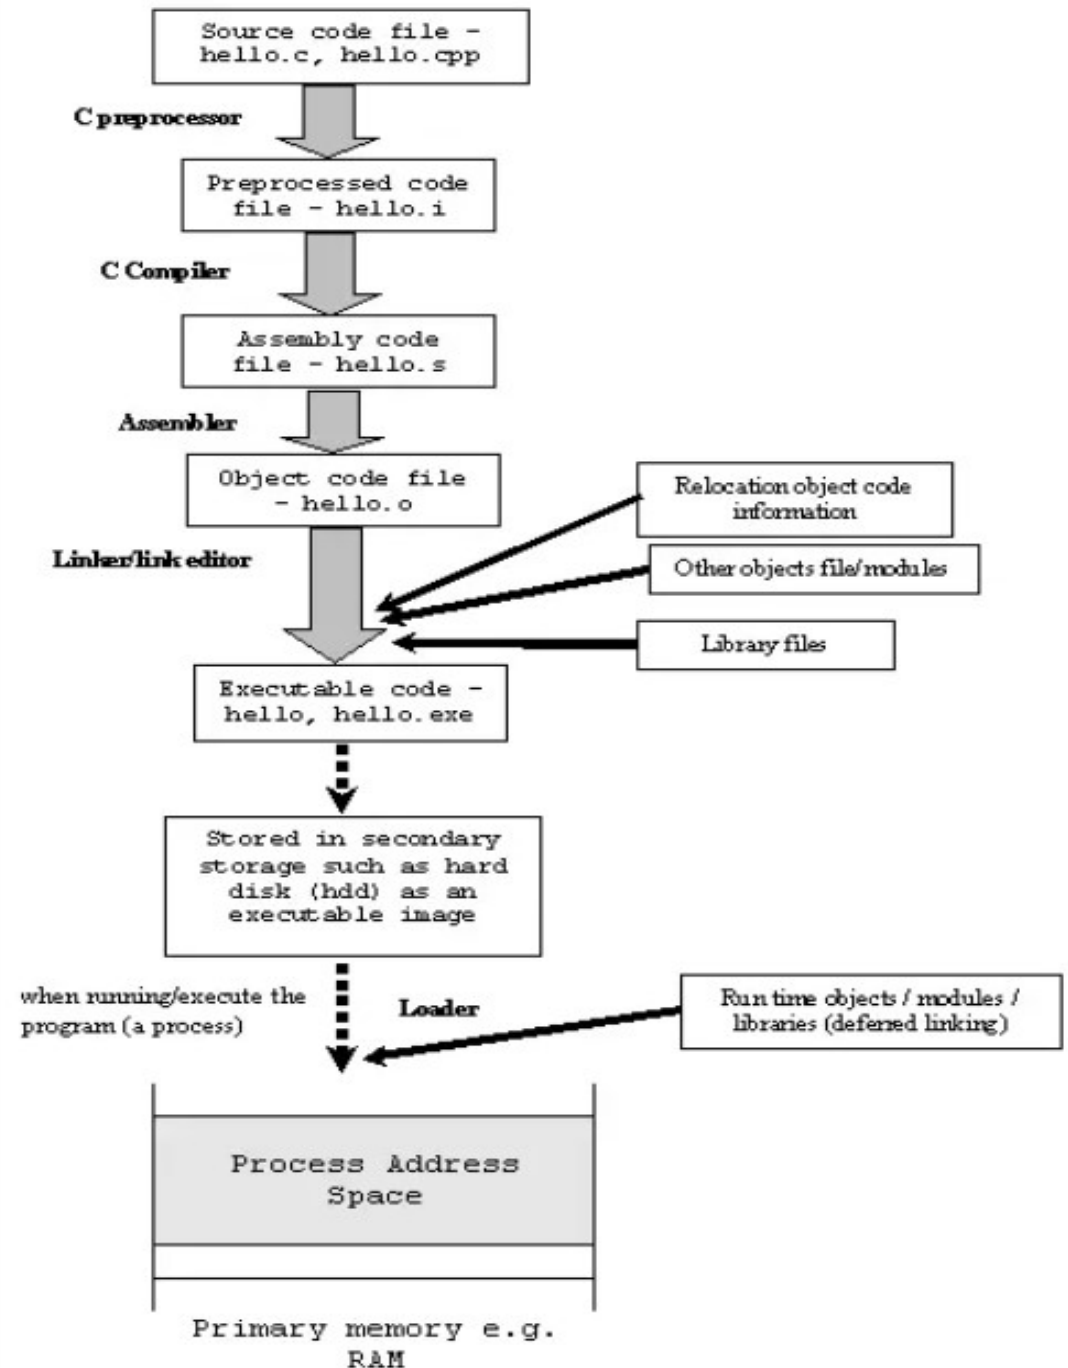 Source code file -
hello.c, hello.cpp
C preprocessor
Preprocessed code
file - hello.i
C Compiler
Assembly code
file - hello.s
Assembler
Object code file
- hello.o
Relocation object code
information
Linker/link editor
Other objects file/modules
Library files
Executable code -
hello, hello.exe
Stored in secondary
storage such as hard
disk (hdd) as an
executable image
when running/execute the
program (a process)
Loader
Run time objects / modules /
libraries (deferred linking)
Process Address
Space
Primary memory e.g.
RAM